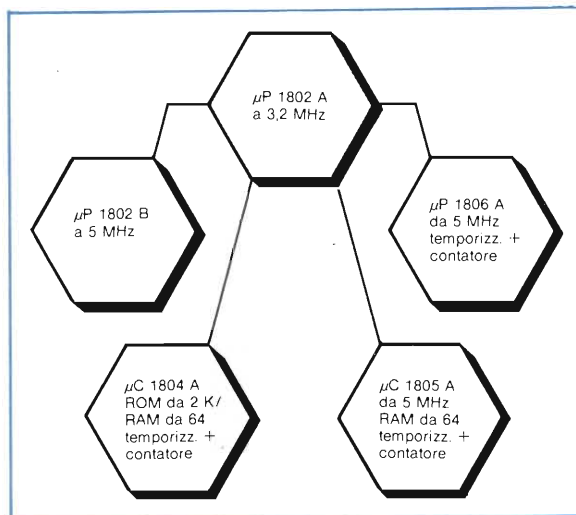 μP 1802 A
a 3,2 MHz
μP 1802 B
a 5 MHz
μP 1806 A
da 5 MHz
temporizz. +
contatore
μC 1804 A
ROM da 2 K/
RAM da 64
temporizz. +
contatore
μC 1805 A
da 5 MHz
RAM da 64
temporizz. +
contatore